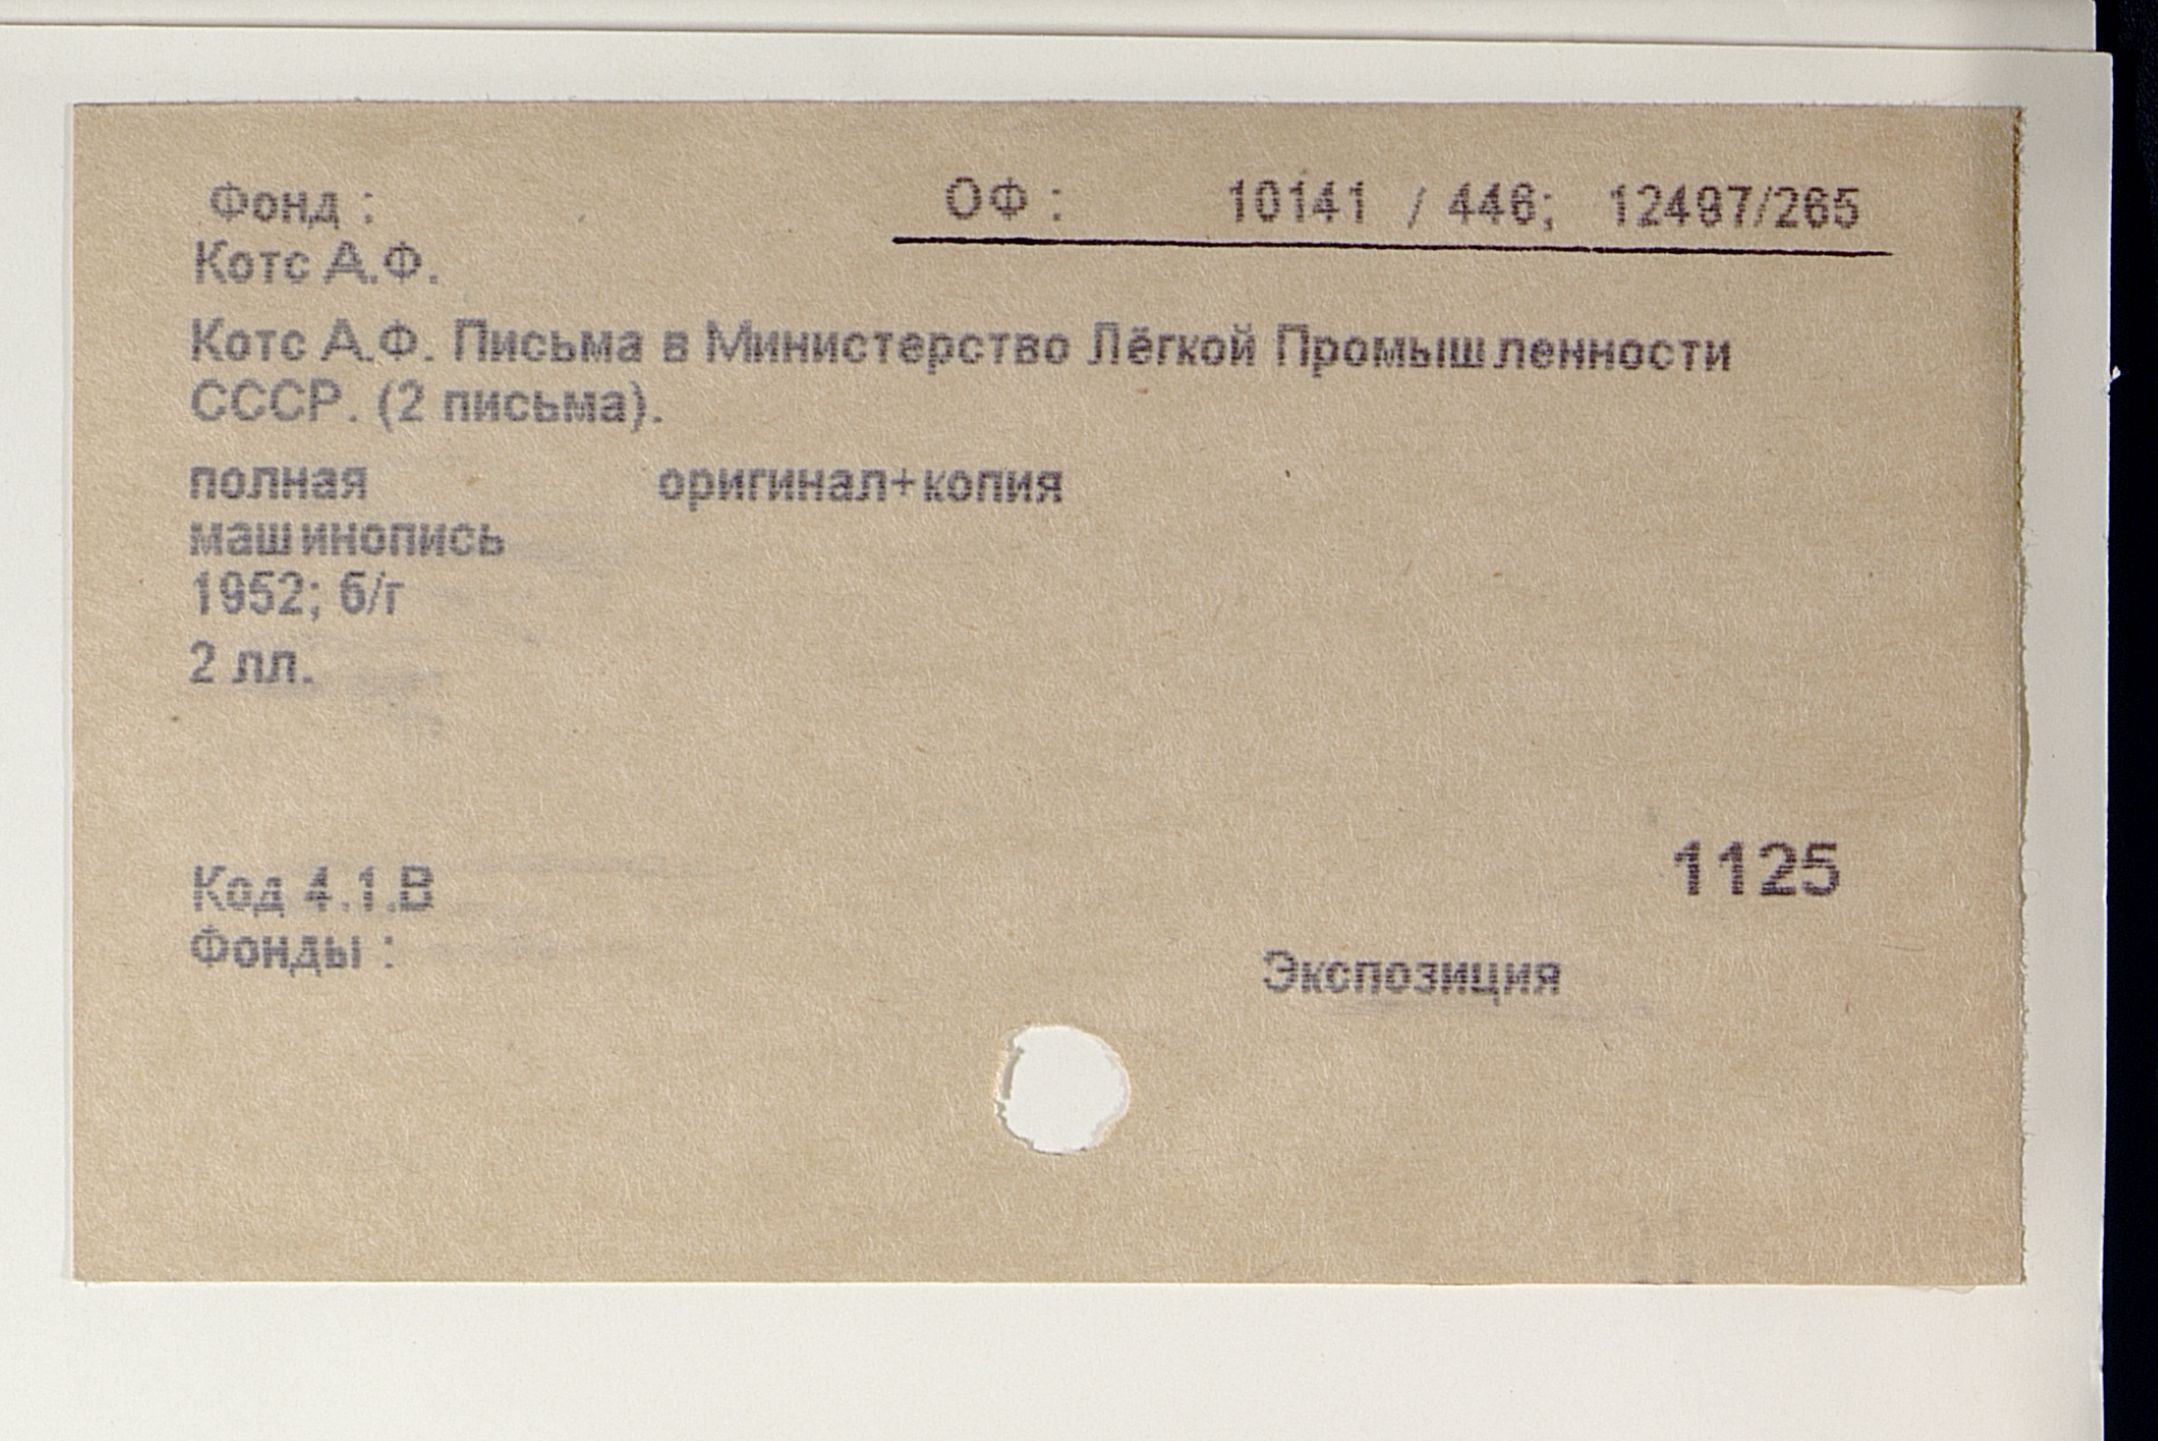 Фонд : ОФ : 10141 / 446; 12497/265
Котс А.Ф.
Котс А.Ф. Письма в Министерство Лёгкой Промышленности
СССР. (2 письма).
полная оригинал+копия
машинопись
1952; б/г
2 лл.
1125
Код 4.1.В
Фонды :
Экспозиция